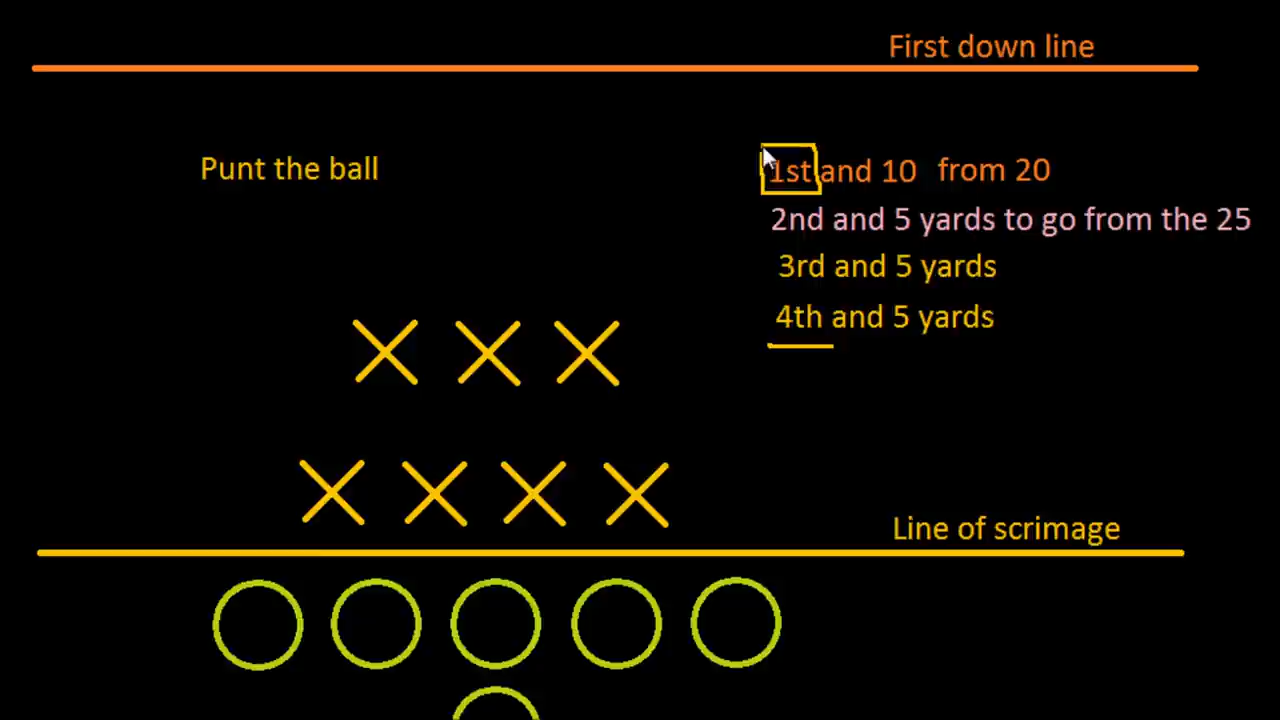 First down line
Punt the ball
1st and 10 from 20
2nd and 5 yards to go from the 25
3rd and 5 yards
4th and 5 yards
Line of scrimage